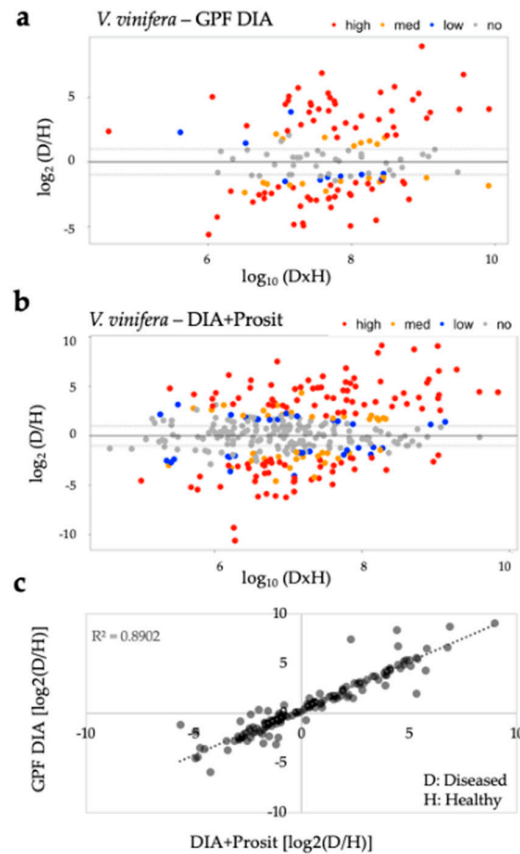 a
V. vinifera – GPF DIA
high med low no
5
0
-5
log2 (D/H)
6 8 10
log10 (DxH)
b
V. vinifera – DIA+Prosit
high med low no
10
5
0
-5
-10
log2 (D/H)
6 8 10
log10 (DxH)
c
R² = 0.8902
10
5
0
-10 -5 0 5 10
-5
-10
GPF DIA [log2(D/H)]
D: Diseased
H: Healthy
DIA+Prosit [log2(D/H)]